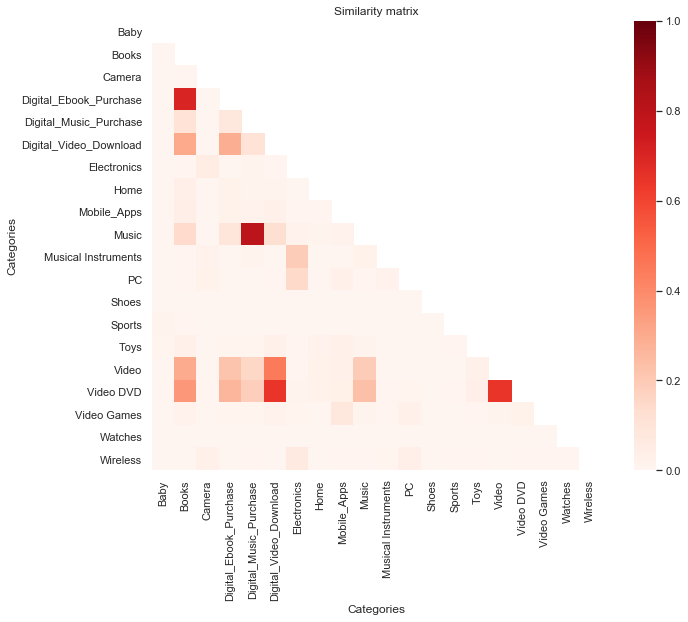 Similarity matrix
Categories
Baby
Books
Camera
Digital_Ebook_Purchase
Digital_Music_Purchase
Digital_Video_Download
Electronics
Home
Mobile_Apps
Music
Musical Instruments
PC
Shoes
Sports
Toys
Video
Video DVD
Video Games
Watches
Wireless
Baby
Books
Camera
Digital_Ebook_Purchase
Digital_Music_Purchase
Digital_Video_Download
Electronics
Home
Mobile_Apps
Music
Musical Instruments
PC
Shoes
Sports
Toys
Video
Video DVD
Video Games
Watches
Wireless
Categories
1.0
0.8
0.6
0.4
0.2
0.0